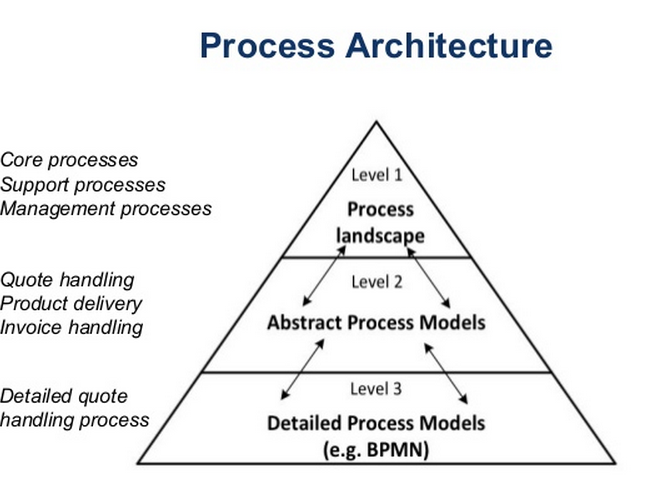 Process Architecture
Core processes
Support processes
Management processes
Level 1
Process
landscape
Quote handling
Product delivery
Invoice handling
Level 2
Abstract Process Models
Detailed quote
handling process
Level 3
Detailed Process Models
(e.g. BPMN)